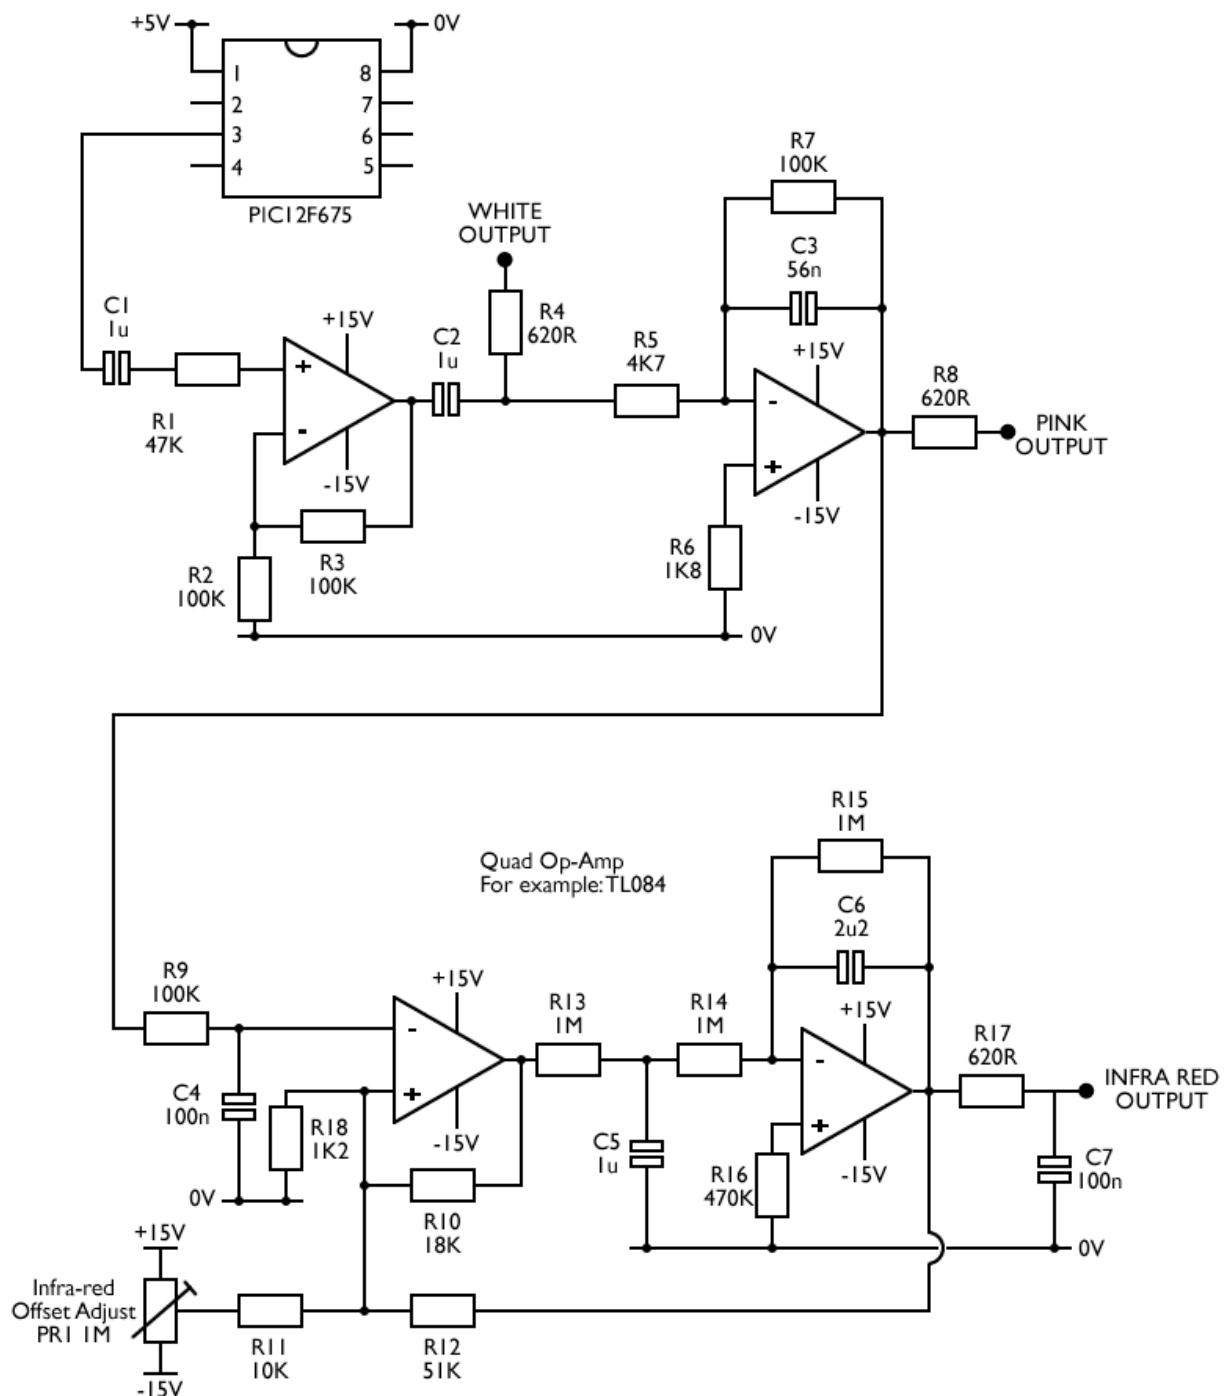 +5V
0V
1
8
2
7
3
6
4
5
PIC12F675
R7
100K
WHITE
OUTPUT
C3
56n
C1
1u
+15V
R4
620R
C2
1u
R5
4K7
+15V
R8
620R
+
-
R1
47K
-15V
-
+
-15V
PINK
OUTPUT
R3
100K
R2
100K
R6
1K8
0V
R15
1M
Quad Op-Amp
For example: TL084
C6
2u2
R9
100K
+15V
R13
1M
R14
1M
+15V
R17
620R
-
+
-15V
-
+
-15V
INFRA RED
OUTPUT
C4
100n
R18
1K2
C5
1u
R16
470K
C7
100n
0V
R10
18K
0V
+15V
Infra-red
Offset Adjust
PR1 1M
R11
10K
R12
51K
-15V